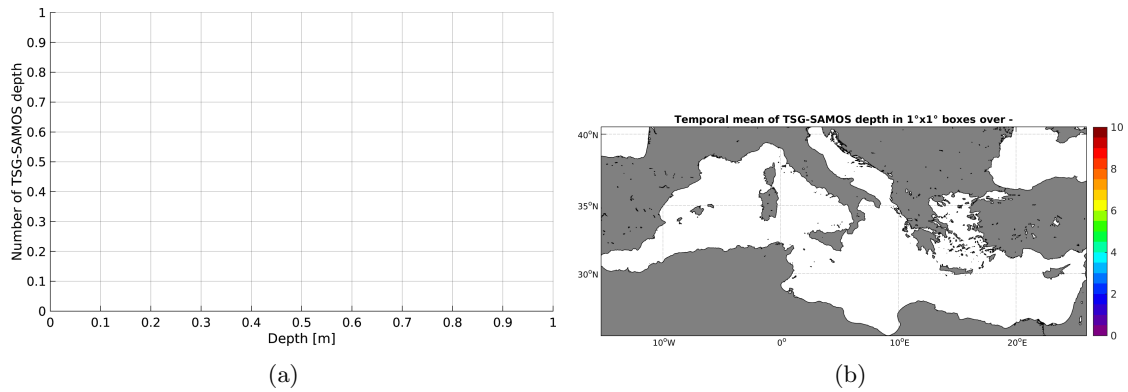 1
0.9
0.8
0.7
0.6
0.5
0.4
0.3
0.2
0.1
0
Number of TSG-SAMOS depth
0 0.1 0.2 0.3 0.4 0.5 0.6 0.7 0.8 0.9 1
Depth [m]
(a)
Temporal mean of TSG-SAMOS depth in 1°x1° boxes over -
40°N
35°N
30°N
10°W 0° 10°E 20°E
10
8
6
4
2
0
(b)